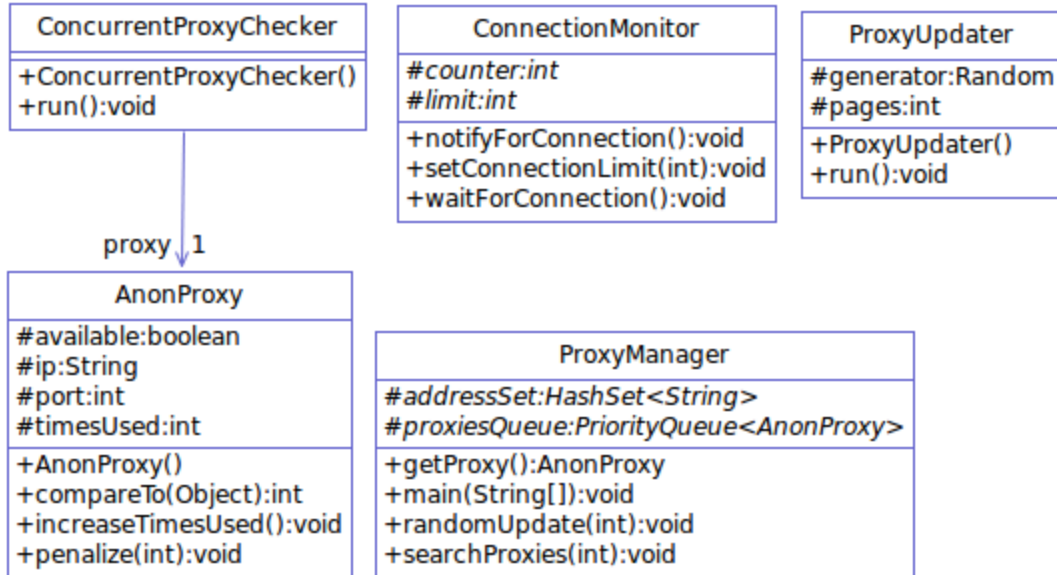 ConcurrentProxyChecker
+ConcurrentProxyChecker()
+run():void
ConnectionMonitor
#counter:int
#limit:int
+notifyForConnection():void
+setConnectionLimit(int):void
+waitForConnection():void
ProxyUpdater
#generator:Random
#pages:int
+ProxyUpdater()
+run():void
proxy 1
AnonProxy
#available:boolean
#ip:String
#port:int
#timesUsed:int
+AnonProxy()
+compareTo(Object):int
+increaseTimesUsed():void
+penalize(int):void
ProxyManager
#addressSet:HashSet<String>
#proxiesQueue:PriorityQueue<AnonProxy>
+getProxy():AnonProxy
+main(String[]):void
+randomUpdate(int):void
+searchProxies(int):void